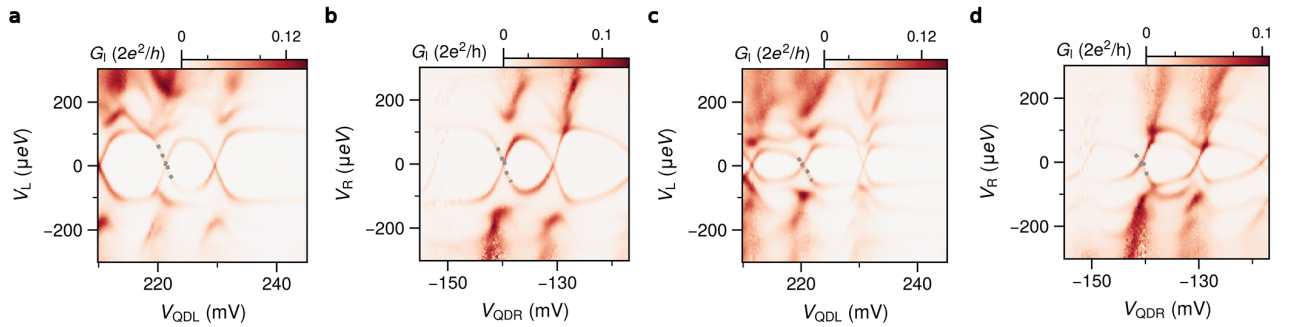 a
G_l (2e²/h)
0
0.12
200
0
−200
V_L (µeV)
220
240
V_QDL (mV)
b
G_l (2e²/h)
0
0.1
200
0
−200
V_R (µeV)
−150
−130
V_QDR (mV)
c
G_l (2e²/h)
0
0.12
200
0
−200
V_L (µeV)
220
240
V_QDL (mV)
d
G_l (2e²/h)
0
0.1
200
0
−200
V_R (µeV)
−150
−130
V_QDR (mV)